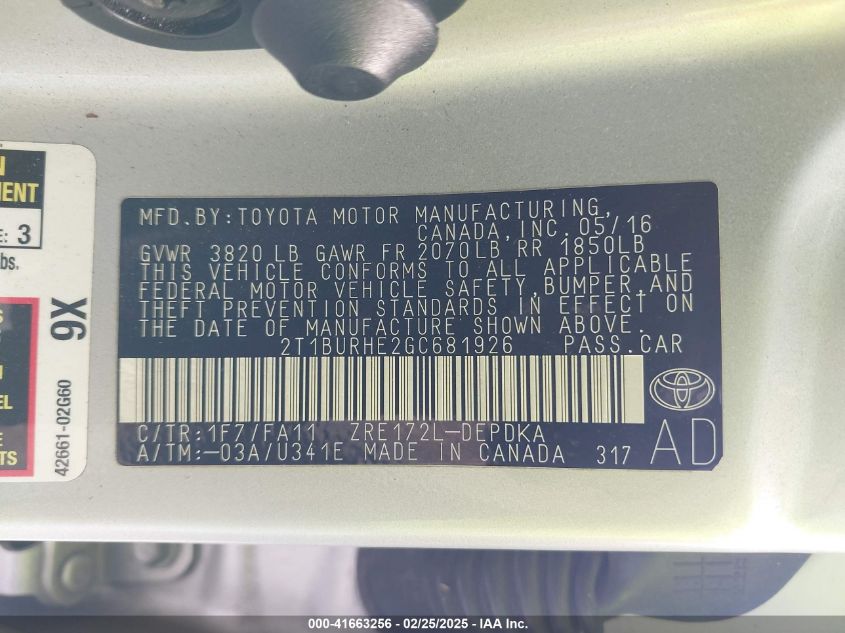 MFD.BY:TOYOTA MOTOR MANUFACTURING,
CANADA,INC.05/16
GVWR 3820 LB GAWR FR 2070LB RR 1850LB
THIS VEHICLE CONFORMS TO ALL APPLICABLE
FEDERAL MOTOR VEHICLE SAFETY,BUMPER,AND
THEFT PREVENTION STANDARDS IN EFFECT ON
THE DATE OF MANUFACTURE SHOWN ABOVE.
2T1BURHE2GC681926 PASS.CAR
C/TR:1F7/FA11 ZRE172L-DEPDKA
A/TM:-03A/U341E MADE IN CANADA 317
AD
E: 3
bs.
9X
42661-02G60
000-41663256 - 02/25/2025 - IAA Inc.